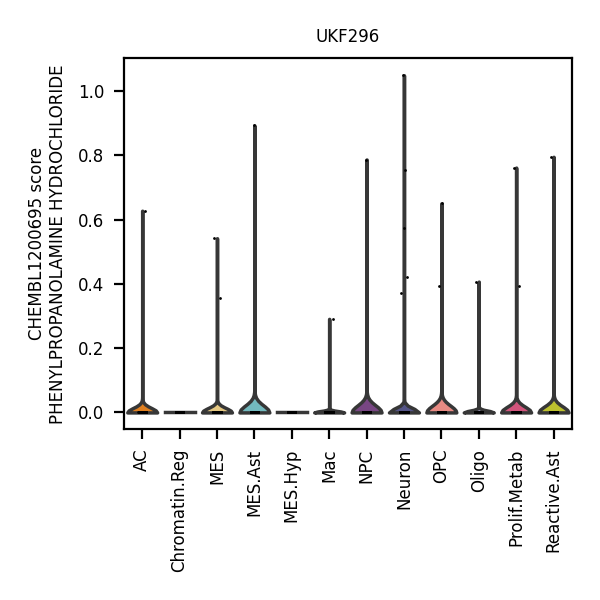 UKF296
CHEMBL1200695 score
PHENYLPROPANOLAMINE HYDROCHLORIDE
1.0
0.8
0.6
0.4
0.2
0.0
AC
Chromatin.Reg
MES
MES.Ast
MES.Hyp
Mac
NPC
Neuron
OPC
Oligo
Prolif.Metab
Reactive.Ast